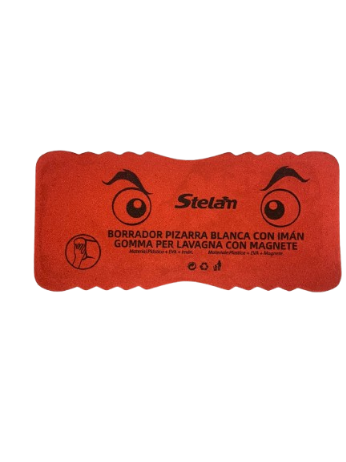 Stelan
BORRADOR PIZARRA BLANCA CON IMÁN
GOMMA PER LAVAGNA CON MAGNETE